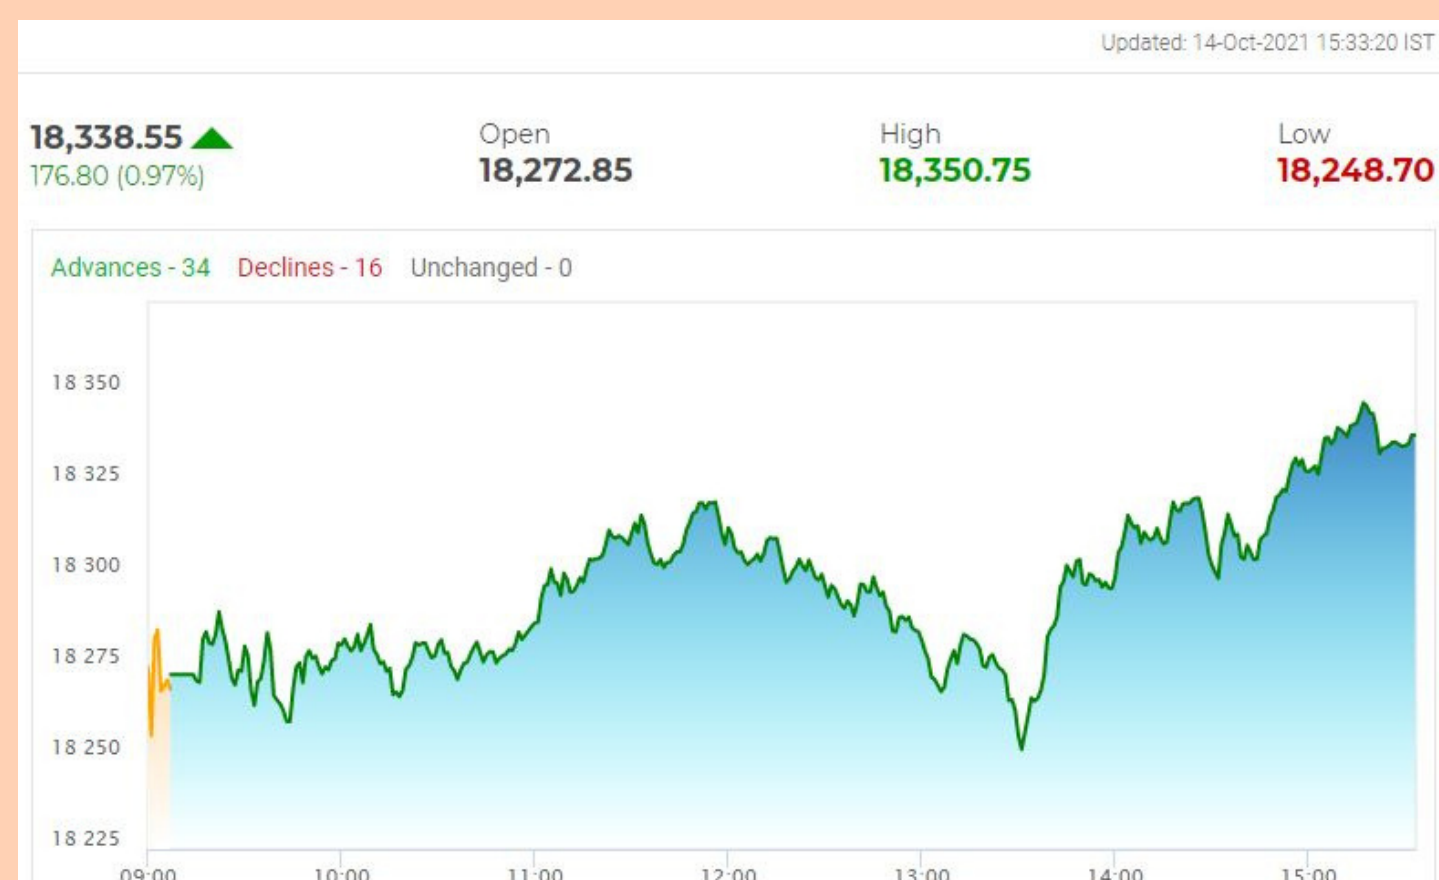 Updated: 14-Oct-2021 15:33:20 IST
18,338.55
176.80 (0.97%)
Open
18,272.85
High
18,350.75
Low
18,248.70
Advances - 34 Declines - 16 Unchanged - 0
18 350
18 325
18 300
18 275
18 250
18 225
09:00 10:00 11:00 12:00 13:00 14:00 15:00